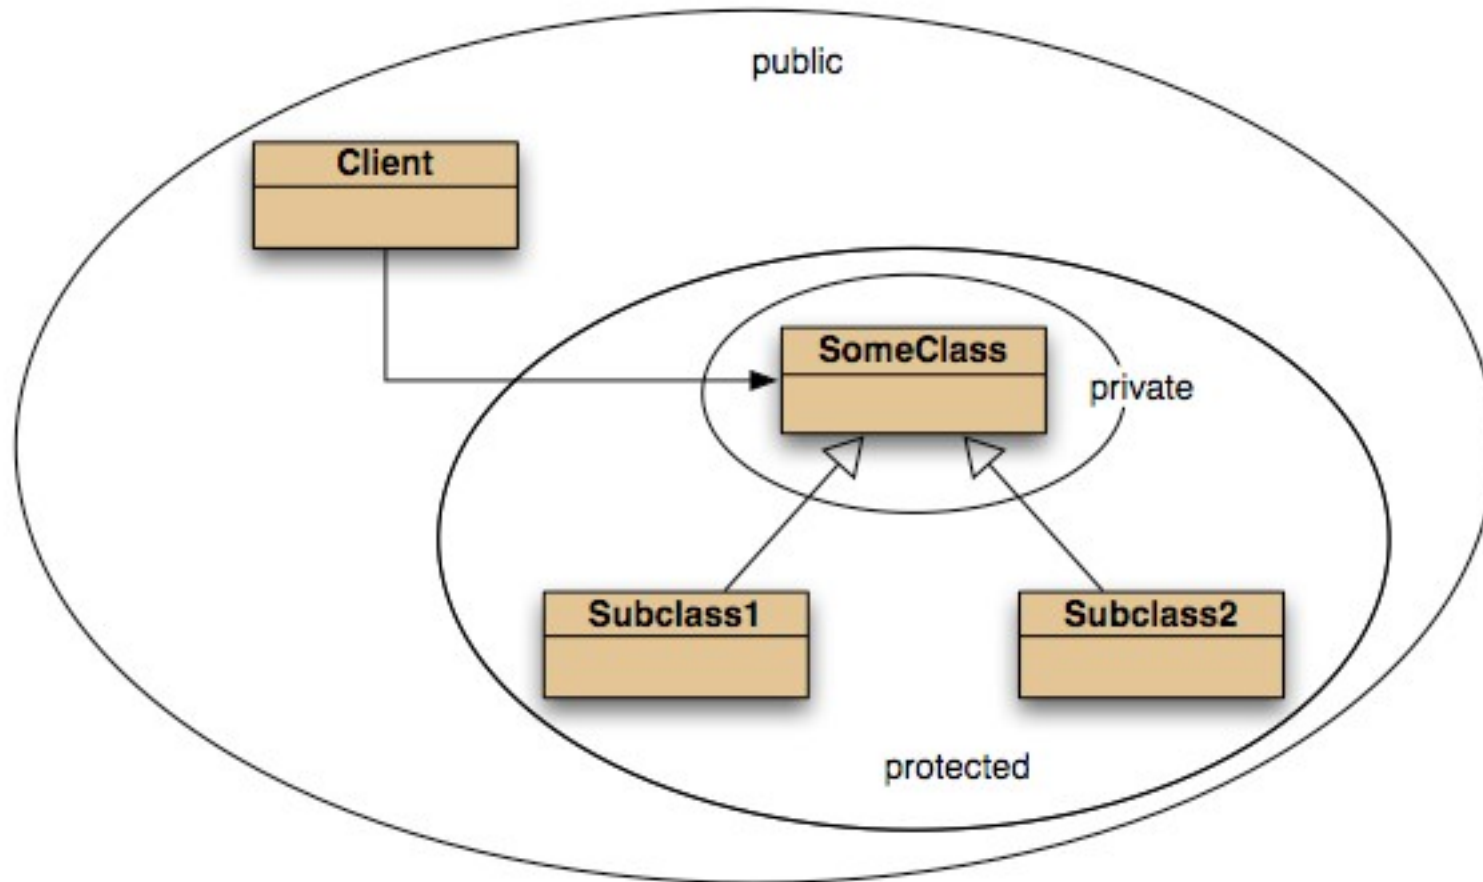 public
Client
SomeClass
private
Subclass1
Subclass2
protected